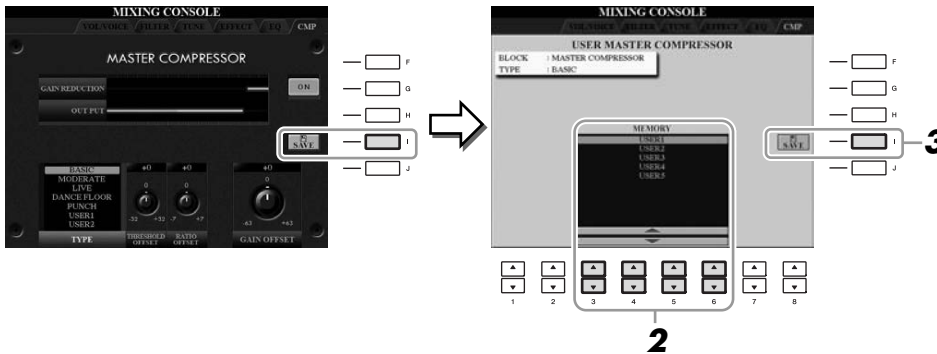 MIXING CONSOLE
VOL/VOICE FILTER TUNE EFFECT EQ CMP
MASTER COMPRESSOR
GAIN REDUCTION
ON
OUT PUT
SAVE
BASIC
MODERATE
LIVE
DANCE FLOOR
PUNCH
USER1
USER2
TYPE
+0
0
-32 +32
THRESHOLD
OFFSET
+0
0
-7 +7
RATIO
OFFSET
+0
0
-63 +63
GAIN OFFSET
F
G
H
I
J
MIXING CONSOLE
VOL/VOICE FILTER TUNE EFFECT EQ CMP
USER MASTER COMPRESSOR
BLOCK : MASTER COMPRESSOR
TYPE : BASIC
MEMORY
USER1
USER2
USER3
USER4
USER5
SAVE
F
G
H
I
J
3
1 2 3 4 5 6 7 8
2